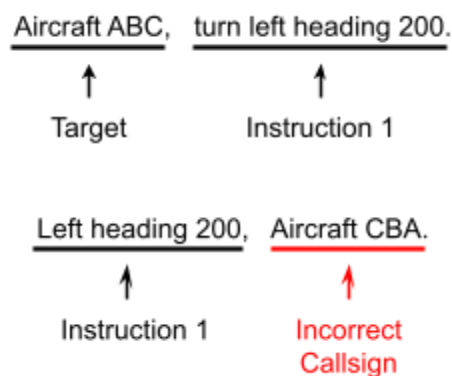 Aircraft ABC, turn left heading 200.
Target Instruction 1
Left heading 200, Aircraft CBA.
Instruction 1 Incorrect
Callsign